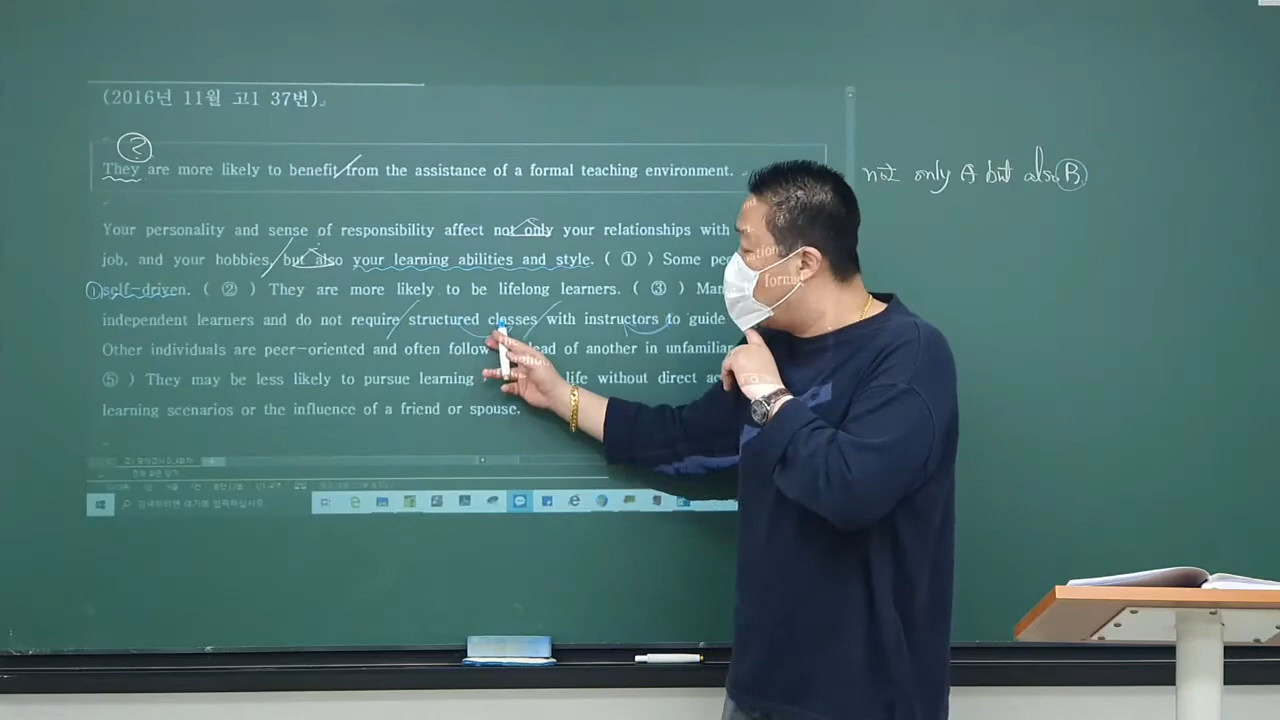 (2016년 11월 고1 37번)
?
They are more likely to benefit from the assistance of a formal teaching environment.
not only A but also B
Your personality and sense of responsibility affect not only your relationships with
job, and your hobbies, but also your learning abilities and style. ( ① ) Some
① self-driven. ( ② ) They are more likely to be lifelong learners. ( ③ )
independent learners and do not require structured classes with instructors to guide
Other individuals are peer-oriented and often follow of another in
⑤ ) They may be less likely to pursue learning life without direct
learning scenarios or the influence of a friend or spouse.